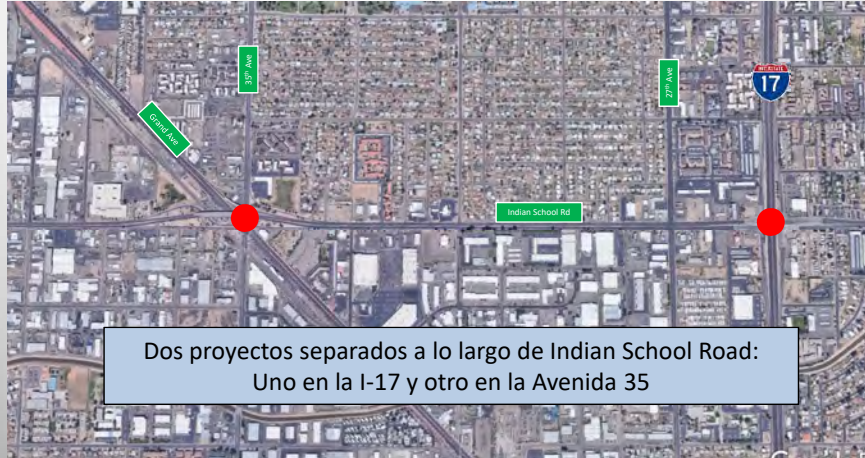 35th Ave
27th Ave
INTERSTATE
17
Grand Ave
Indian School Rd
Dos proyectos separados a lo largo de Indian School Road:
Uno en la I-17 y otro en la Avenida 35